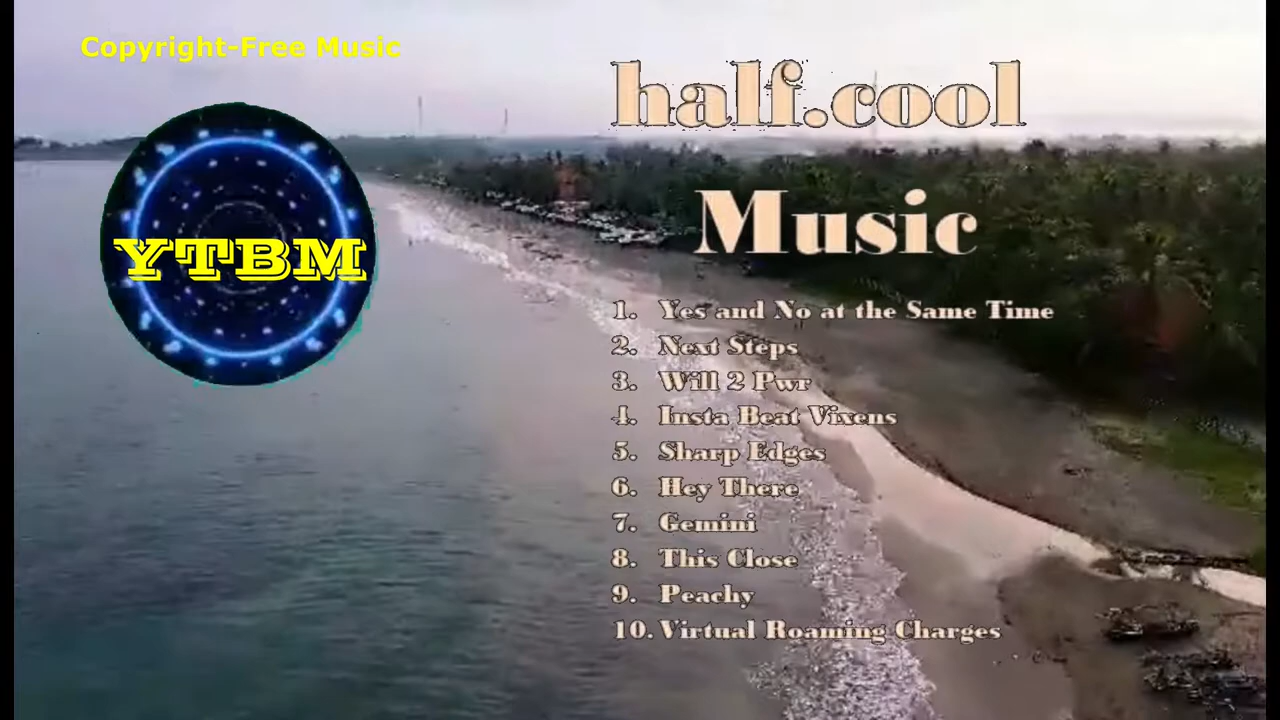 Copyright-Free Music
YTBM
half.cool
Music
1. Yes and No at the Same Time
2. Next Steps
3. Will 2 Pwr
4. Insta Beat Vixens
5. Sharp Edges
6. Hey There
7. Gemini
8. This Close
9. Peachy
10. Virtual Roaming Charges